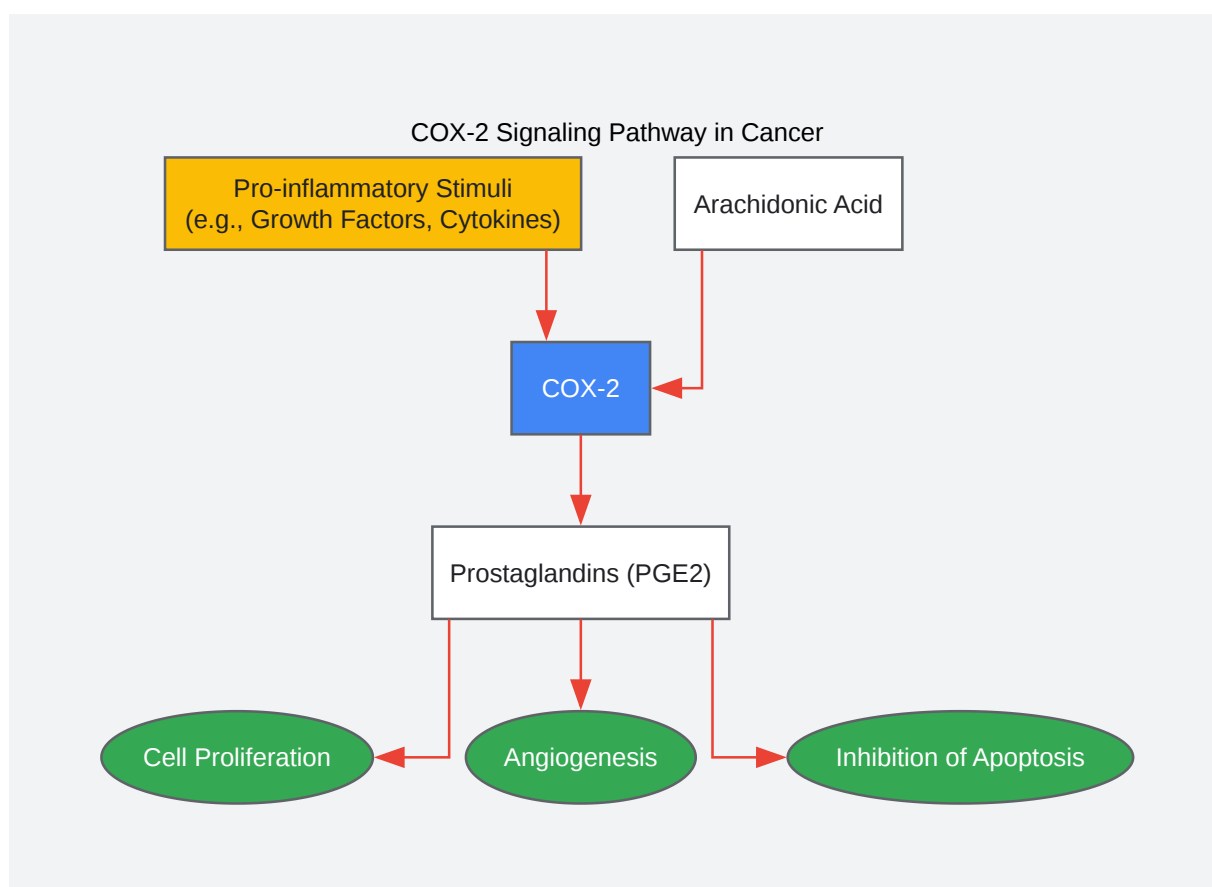 COX-2 Signaling Pathway in Cancer
Pro-inflammatory Stimuli
(e.g., Growth Factors, Cytokines)
Arachidonic Acid
COX-2
Prostaglandins (PGE2)
Cell Proliferation
Angiogenesis
Inhibition of Apoptosis